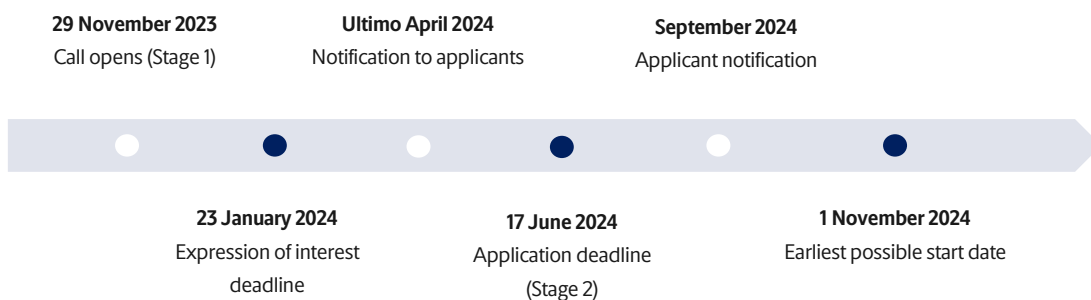 29 November 2023
Call opens (Stage 1)
Ultimo April 2024
Notification to applicants
September 2024
Applicant notification
23 January 2024
Expression of interest
deadline
17 June 2024
Application deadline
(Stage 2)
1 November 2024
Earliest possible start date